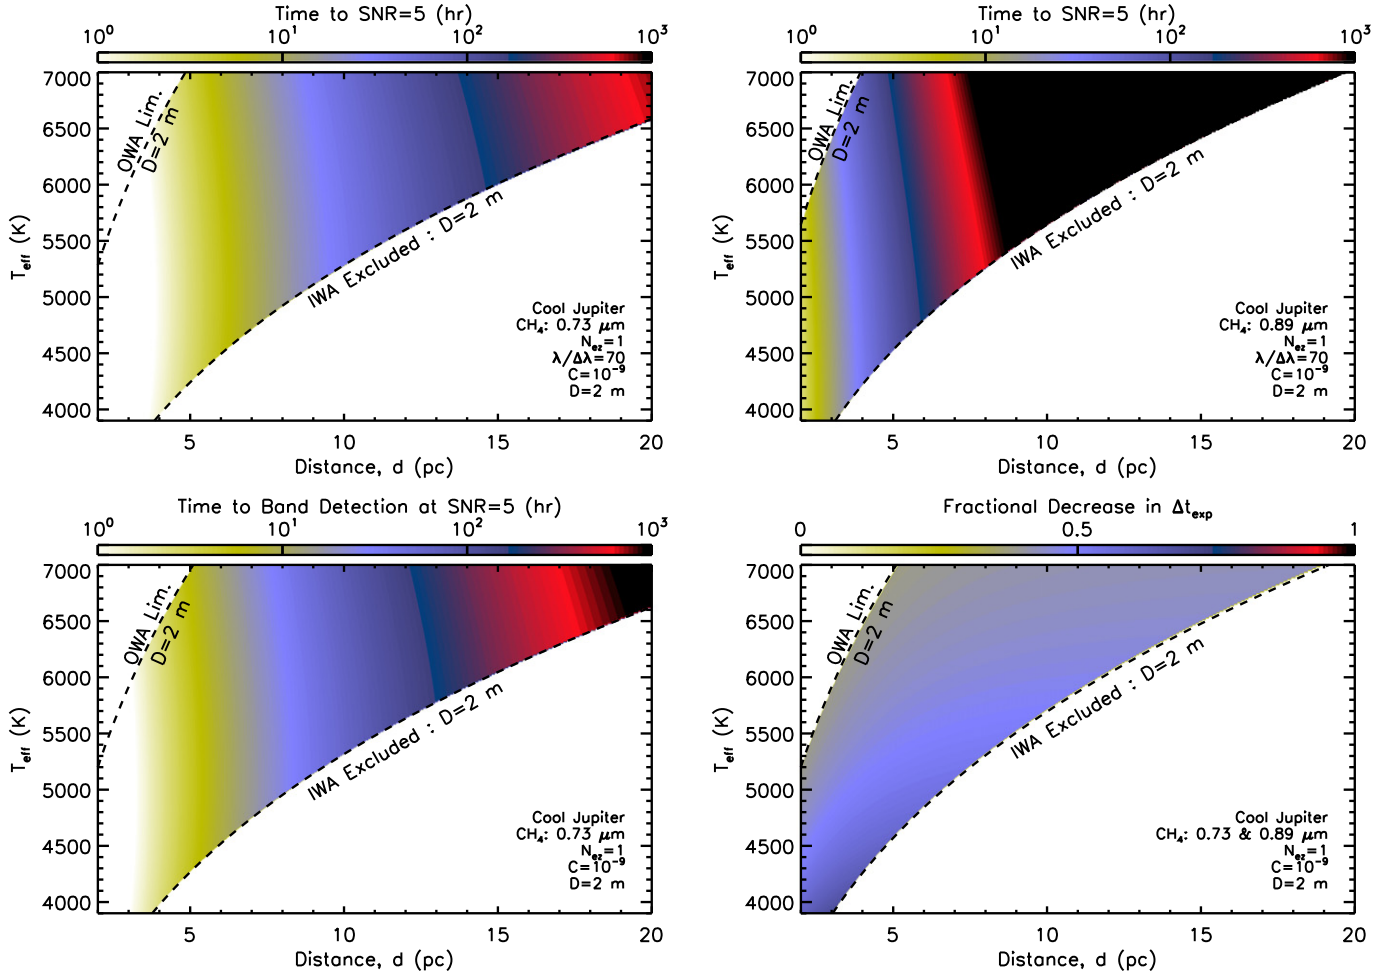 Time to SNR=5 (hr)
10⁰ 10¹ 10² 10³
7000
6500
6000
5500
5000
4500
4000
T_eff (K)
OWA Lim.
D=2 m
IWA Excluded : D=2 m
Cool Jupiter
CH₄: 0.73 μm
N_ez=1
λ/Δλ=70
C=10⁻⁹
D=2 m
5 10 15 20
Distance, d (pc)
Time to SNR=5 (hr)
10⁰ 10¹ 10² 10³
7000
6500
6000
5500
5000
4500
4000
T_eff (K)
OWA Lim.
D=2 m
IWA Excluded : D=2 m
Cool Jupiter
CH₄: 0.89 μm
N_ez=1
λ/Δλ=70
C=10⁻⁹
D=2 m
5 10 15 20
Distance, d (pc)
Time to Band Detection at SNR=5 (hr)
10⁰ 10¹ 10² 10³
7000
6500
6000
5500
5000
4500
4000
T_eff (K)
OWA Lim.
D=2 m
IWA Excluded : D=2 m
Cool Jupiter
CH₄: 0.73 μm
N_ez=1
C=10⁻⁹
D=2 m
5 10 15 20
Distance, d (pc)
Fractional Decrease in Δt_exp
0 0.5 1
7000
6500
6000
5500
5000
4500
4000
T_eff (K)
OWA Lim.
D=2 m
IWA Excluded : D=2 m
Cool Jupiter
CH₄: 0.73 & 0.89 μm
N_ez=1
C=10⁻⁹
D=2 m
5 10 15 20
Distance, d (pc)